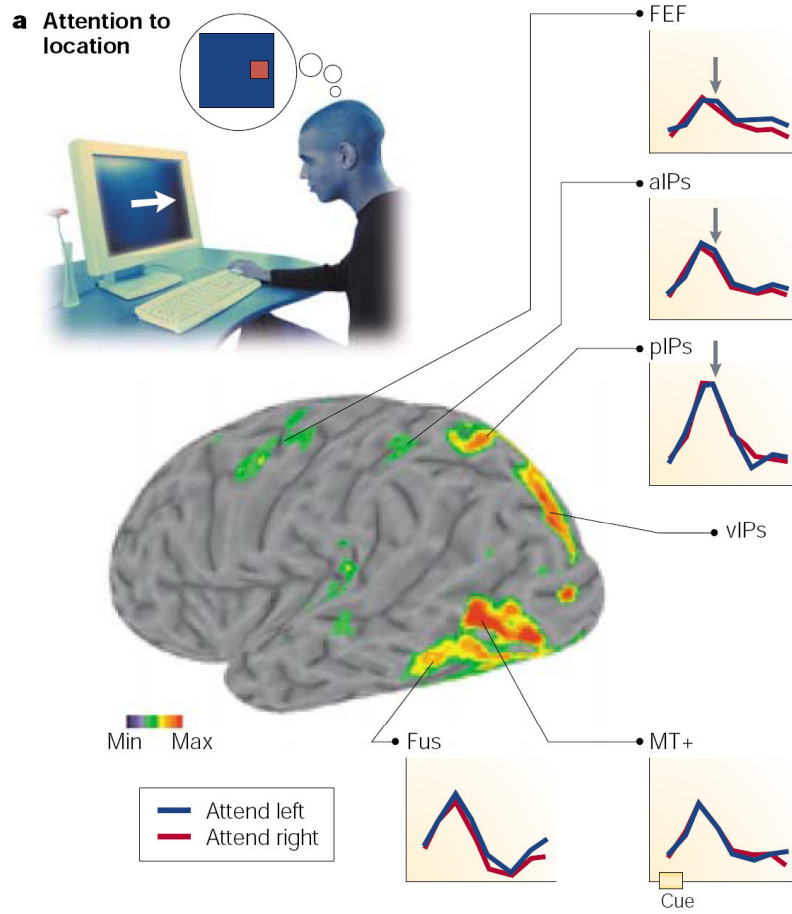 a Attention to
location
FEF
aIPs
pIPs
vIPs
Min Max
Fus
MT+
Attend left
Attend right
Cue